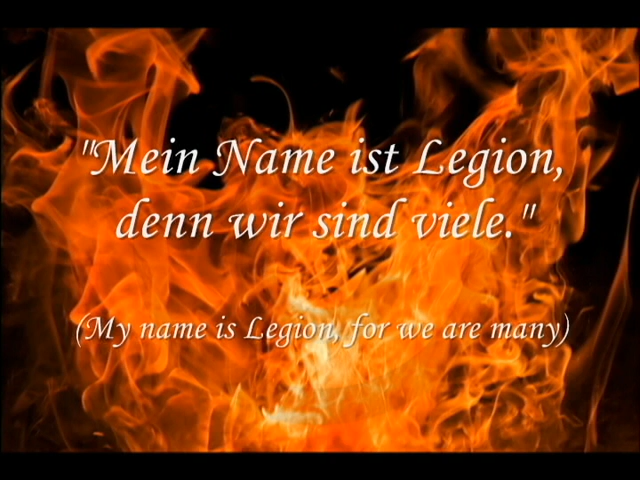 "Mein Name ist Legion,
denn wir sind viele."
(My name is Legion, for we are many)